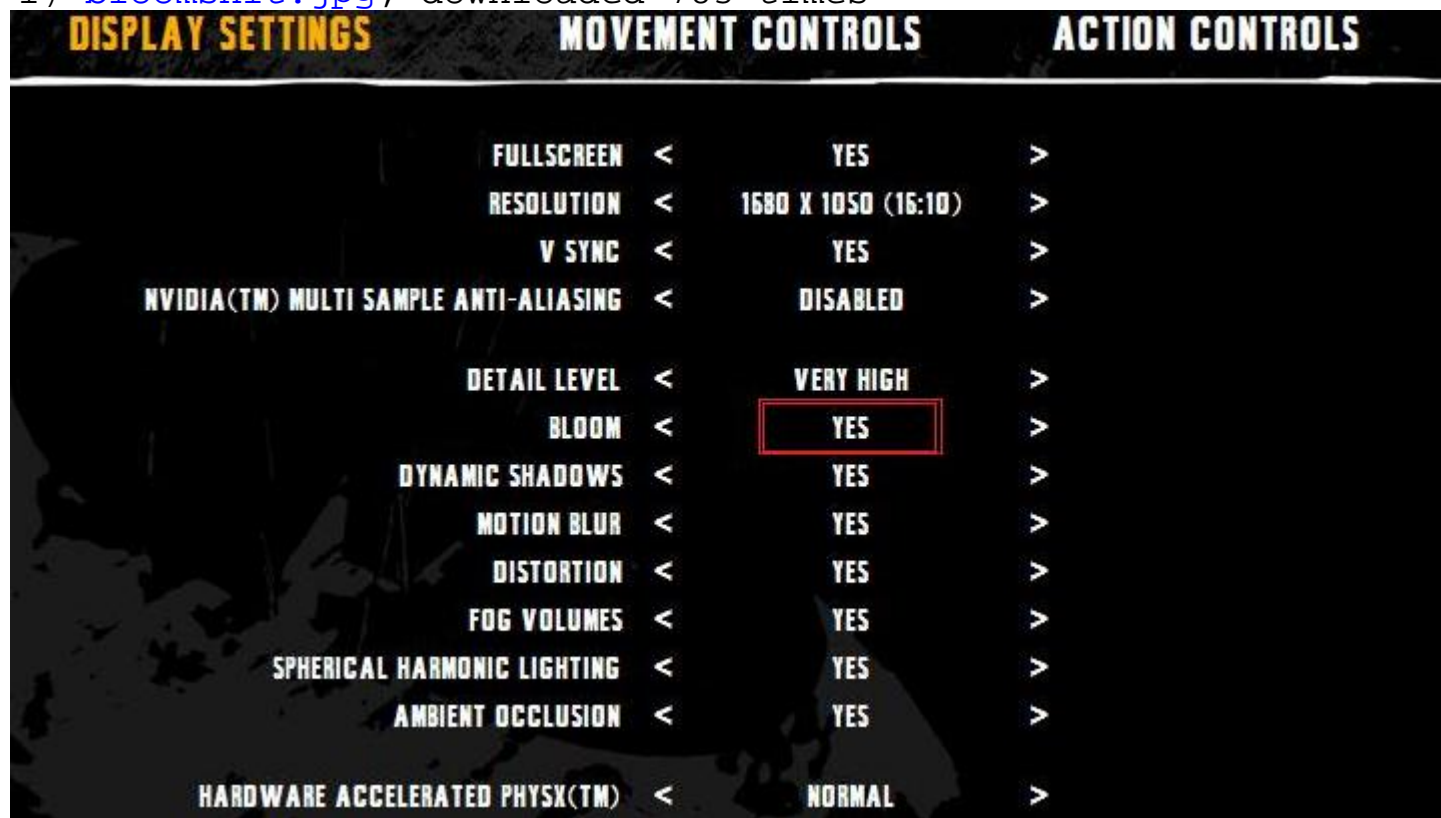 DISPLAY SETTINGS MOVEMENT CONTROLS ACTION CONTROLS
FULLSCREEN < YES >
RESOLUTION < 1680 X 1050 (16:10) >
V SYNC < YES >
NVIDIA(TM) MULTI SAMPLE ANTI-ALIASING < DISABLED >
DETAIL LEVEL < VERY HIGH >
BLOOM < YES >
DYNAMIC SHADOWS < YES >
MOTION BLUR < YES >
DISTORTION < YES >
FOG VOLUMES < YES >
SPHERICAL HARMONIC LIGHTING < YES >
AMBIENT OCCLUSION < YES >
HARDWARE ACCELERATED PHYSX(TM) < NORMAL >